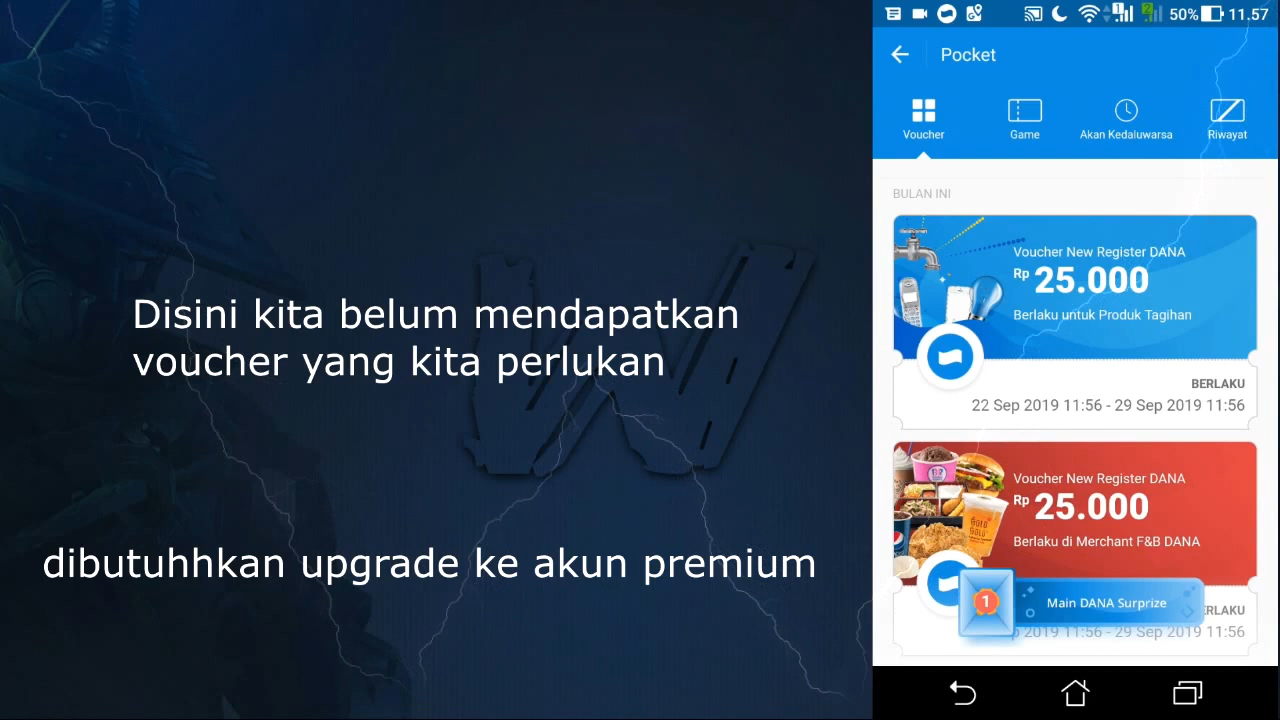 Disini kita belum mendapatkan
voucher yang kita perlukan
dibutuhhkan upgrade ke akun premium
50% 11.57
Pocket
Voucher
Game
Akan Kedaluwarsa
Riwayat
BULAN INI
Voucher New Register DANA
Rp 25.000
Berlaku untuk Produk Tagihan
BERLAKU
22 Sep 2019 11:56 - 29 Sep 2019 11:56
Voucher New Register DANA
Rp 25.000
Berlaku di Merchant F&B DANA
1 Main DANA Surprize
2019 11:56 - 29 Sep 2019 11:56